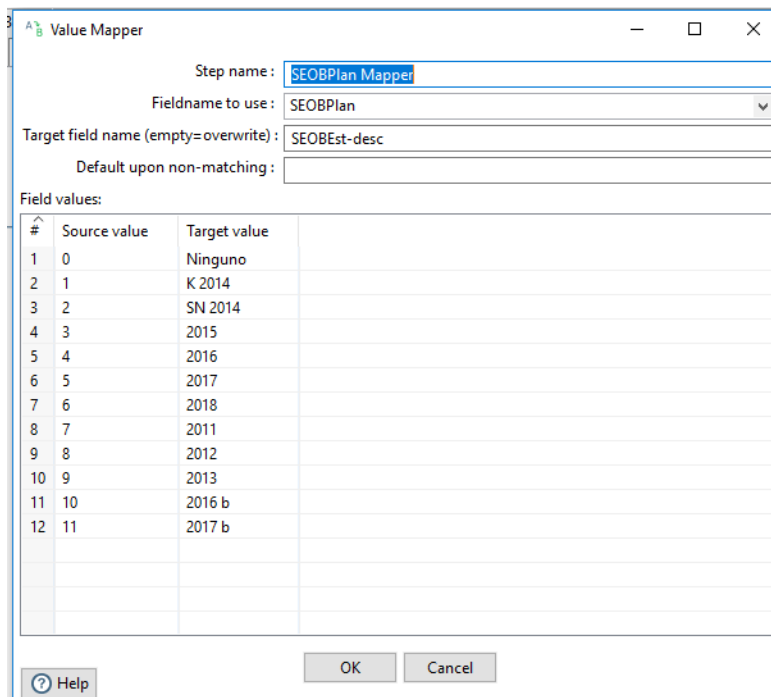 Value Mapper
Step name : SEOBPlan Mapper
Fieldname to use : SEOBPlan
Target field name (empty=overwrite) : SEOBEst-desc
Default upon non-matching :
Field values:
# Source value Target value
1 0 Ninguno
2 1 K 2014
3 2 SN 2014
4 3 2015
5 4 2016
6 5 2017
7 6 2018
8 7 2011
9 8 2012
10 9 2013
11 10 2016 b
12 11 2017 b
OK Cancel
Help